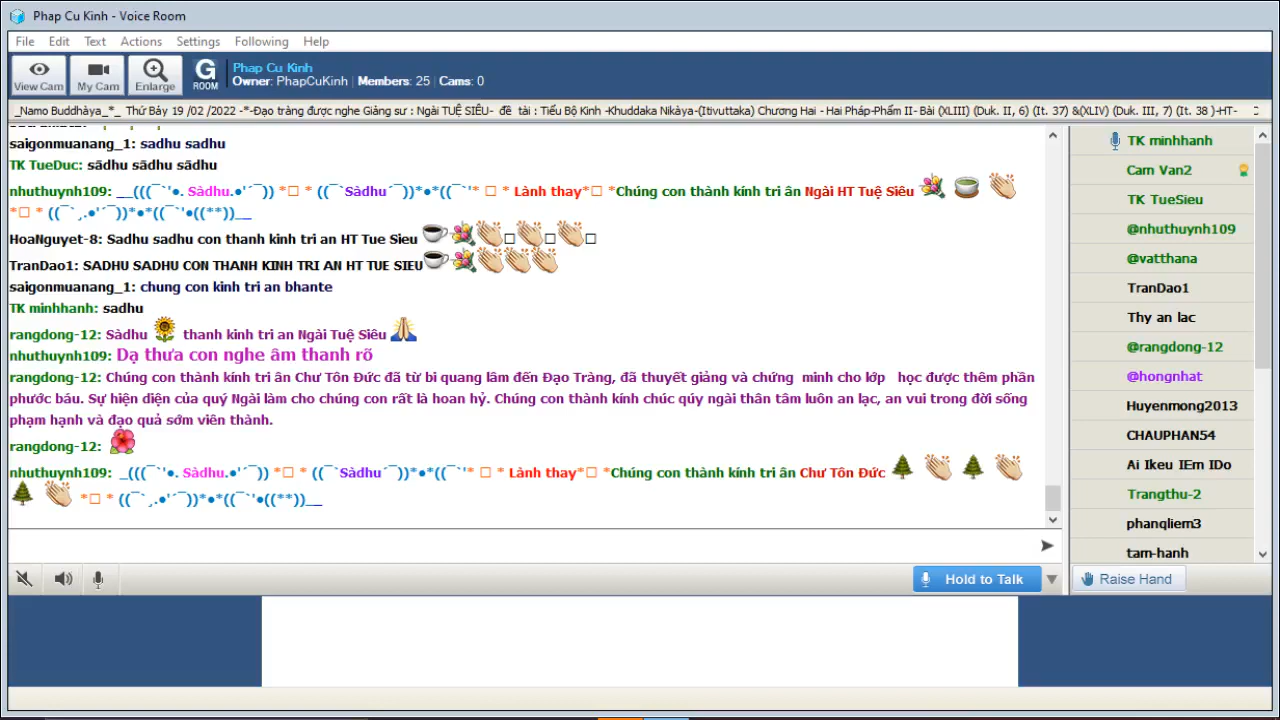 Phap Cu Kinh - Voice Room
File Edit Text Actions Settings Following Help
View Cam My Cam Enlarge G ROOM Phap Cu Kinh
Owner: PhapCuKinh | Members: 25 | Cams: 0
_Namo Buddhàya_*_ Thứ Bảy 19 /02 /2022 -*-Đạo tràng được nghe Giảng sư : Ngài TUỆ SIÊU- đề tài : Tiểu Bộ Kinh -Khuddaka Nikàya-(Itivuttaka) Chương Hai - Hai Pháp-Phẩm II- Bài (XLIII) (Duk. II, 6) (It. 37) &(XLIV) (Duk. III, 7) (It. 38 )-HT-
saigonmuanang_1: sadhu sadhu
TK TueDuc: sādhu sādhu sādhu
nhuthuynh109: __(((¯`'●. Sàdhu.●'´¯)) *□ * ((¯`Sàdhu´¯))*●*((¯`'* □ * Lành thay*□ *Chúng con thành kính tri ân Ngài HT Tuệ Siêu
*□ * ((¯`¸.●'´¯))*●*((¯`'●((**))__
HoaNguyet-8: Sadhu sadhu con thanh kinh tri an HT Tue Sieu □ □ □
TranDao1: SADHU SADHU CON THANH KINH TRI AN HT TUE SIEU
saigonmuanang_1: chung con kinh tri an bhante
TK minhhanh: sadhu
rangdong-12: Sàdhu thanh kinh tri an Ngài Tuệ Siêu
nhuthuynh109: Dạ thưa con nghe âm thanh rõ
rangdong-12: Chúng con thành kính tri ân Chư Tôn Đức đã từ bi quang lâm đến Đạo Tràng, đã thuyết giảng và chứng minh cho lớp học được thêm phần
phước báu. Sự hiện diện của quý Ngài làm cho chúng con rất là hoan hỷ. Chúng con thành kính chúc qúy ngài thân tâm luôn an lạc, an vui trong đời sống
phạm hạnh và đạo quả sơm viên thành.
rangdong-12:
nhuthuynh109: _(((¯`'●. Sàdhu.●'´¯)) *□ * ((¯`Sàdhu´¯))*●*((¯`'* □ * Lành thay*□ *Chúng con thành kính tri ân Chư Tôn Đức
*□ * ((¯`¸.●'´¯))*●*((¯`'●((**))__
Hold to Talk
TK minhhanh
Cam Van2
TK TueSieu
@nhuthuynh109
@vatthana
TranDao1
Thy an lac
@rangdong-12
@hongnhat
Huyenmong2013
CHAUPHAN54
Ai Ikeu IEm IDo
Trangthu-2
phanqliem3
tam-hanh
Raise Hand